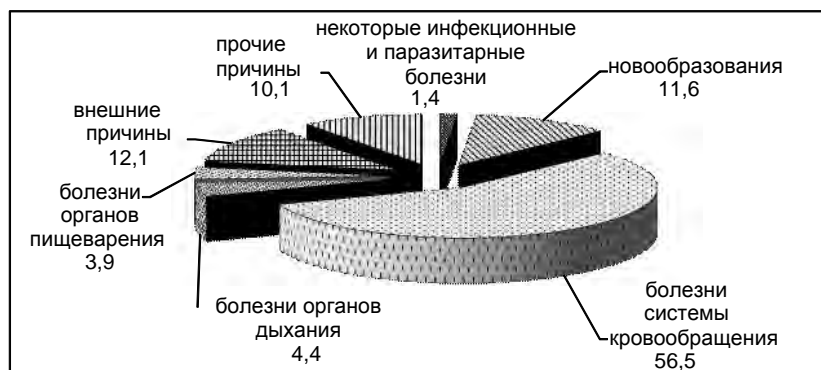 некоторые инфекционные
и паразитарные
болезни
1,4
новообразования
11,6
болезни
системы
кровообращения
56,5
болезни органов
дыхания
4,4
болезни
органов
пищеварения
3,9
внешние
причины
12,1
прочие
причины
10,1